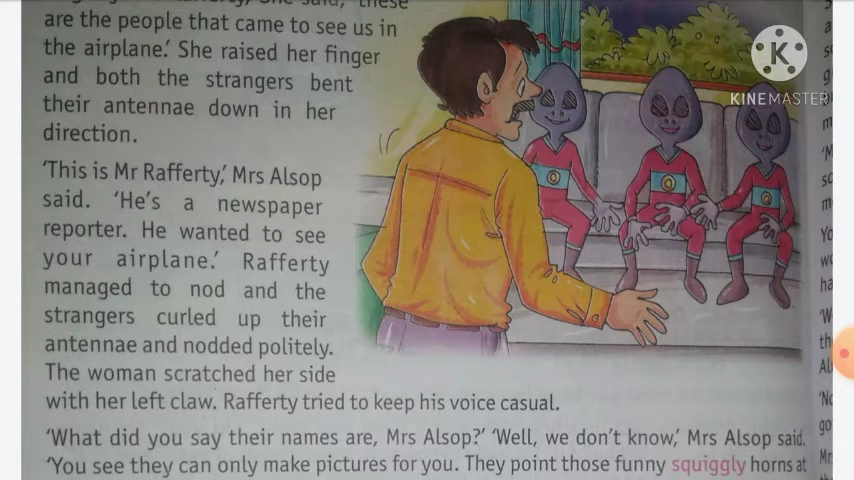 are the people that came to see us in
the airplane.' She raised her finger
and both the strangers bent
their antennae down in her
direction.
'This is Mr Rafferty,' Mrs Alsop
said. 'He's a newspaper
reporter. He wanted to see
your airplane.' Rafferty
managed to nod and the
strangers curled up their
antennae and nodded politely.
The woman scratched her side
with her left claw. Rafferty tried to keep his voice casual.
'What did you say their names are, Mrs Alsop?' 'Well, we don't know,' Mrs Alsop said.
'You see they can only make pictures for you. They point those funny squiggly horns at
KINEMASTER